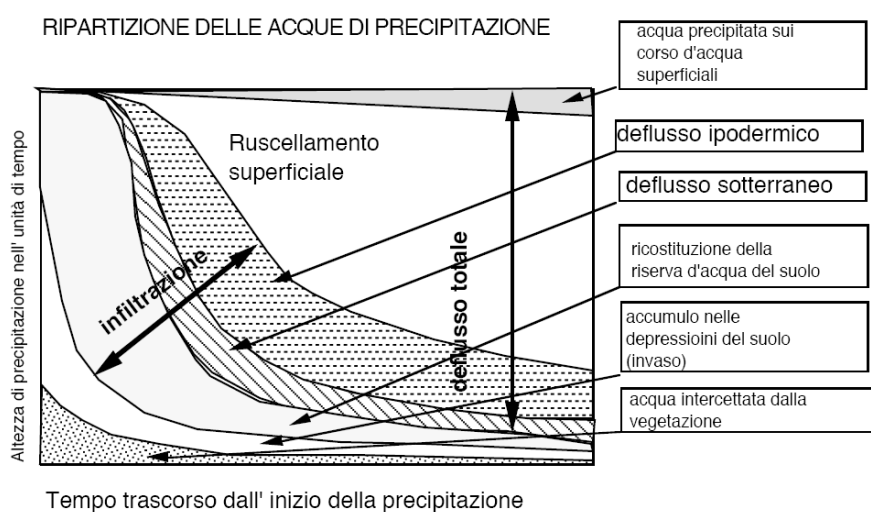 RIPARTIZIONE DELLE ACQUE DI PRECIPITAZIONE
acqua precipitata sui
corso d'acqua
superficiali
Ruscellamento
superficiale
deflusso ipodermico
deflusso sotterraneo
ricostituzione della
riserva d'acqua del suolo
accumulo nelle
depressioini del suolo
(invaso)
acqua intercettata dalla
vegetazione
infiltrazione
deflusso totale
Altezza di precipitazione nell' unità di tempo
Tempo trascorso dall' inizio della precipitazione